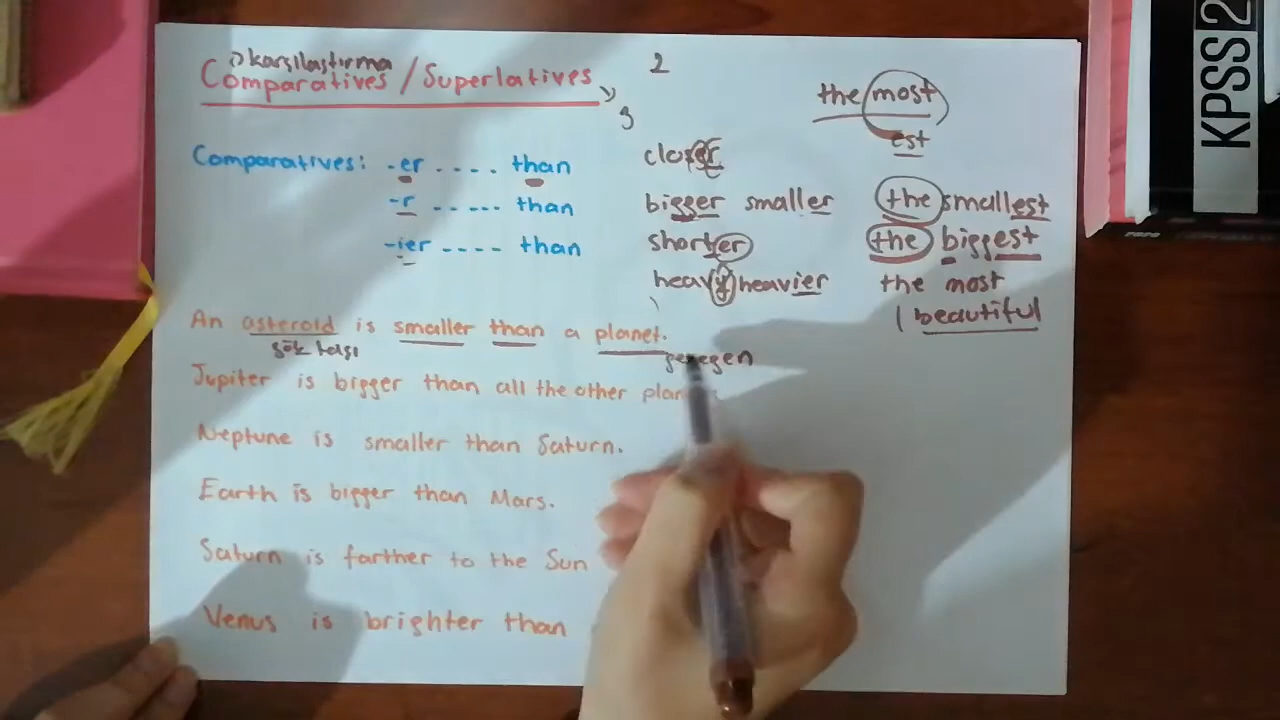 karşılaştırma
Comparatives / Superlatives
2
3
the most
est
Comparatives: -er .... than
-r ..... than
-ier .... than
closer
bigger smaller
shorter
heavy heavier
the smallest
the biggest
the most
beautiful
An asteroid is smaller than a planet.
gök taşı
gezegen
Jupiter is bigger than all the other
Neptune is smaller than Saturn.
Earth is bigger than Mars.
Saturn is farther to the Sun
Venus is brighter than
KPSS 2